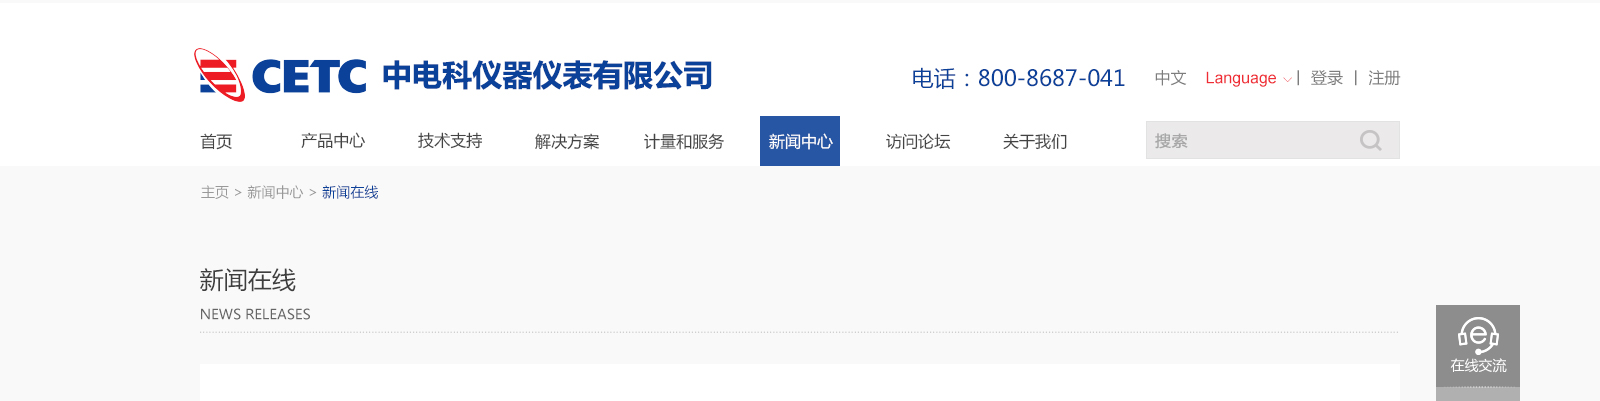 CETC 中电科仪器仪表有限公司
电话：800-8687-041 中文 Language | 登录 | 注册
首页 产品中心 技术支持 解决方案 计量和服务 新闻中心 访问论坛 关于我们 搜索
主页 > 新闻中心 > 新闻在线
新闻在线
NEWS RELEASES
在线交流